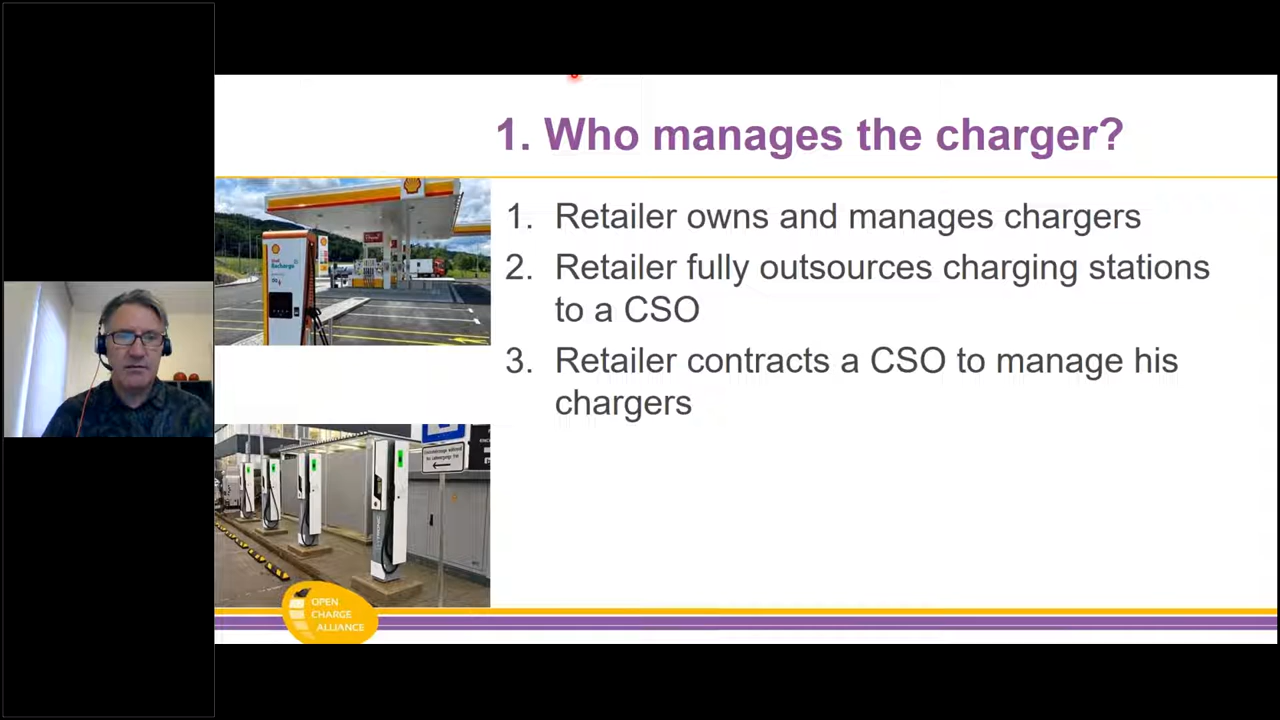 1. Who manages the charger?
1. Retailer owns and manages chargers
2. Retailer fully outsources charging stations
to a CSO
3. Retailer contracts a CSO to manage his
chargers
OPEN
CHARGE
ALLIANCE